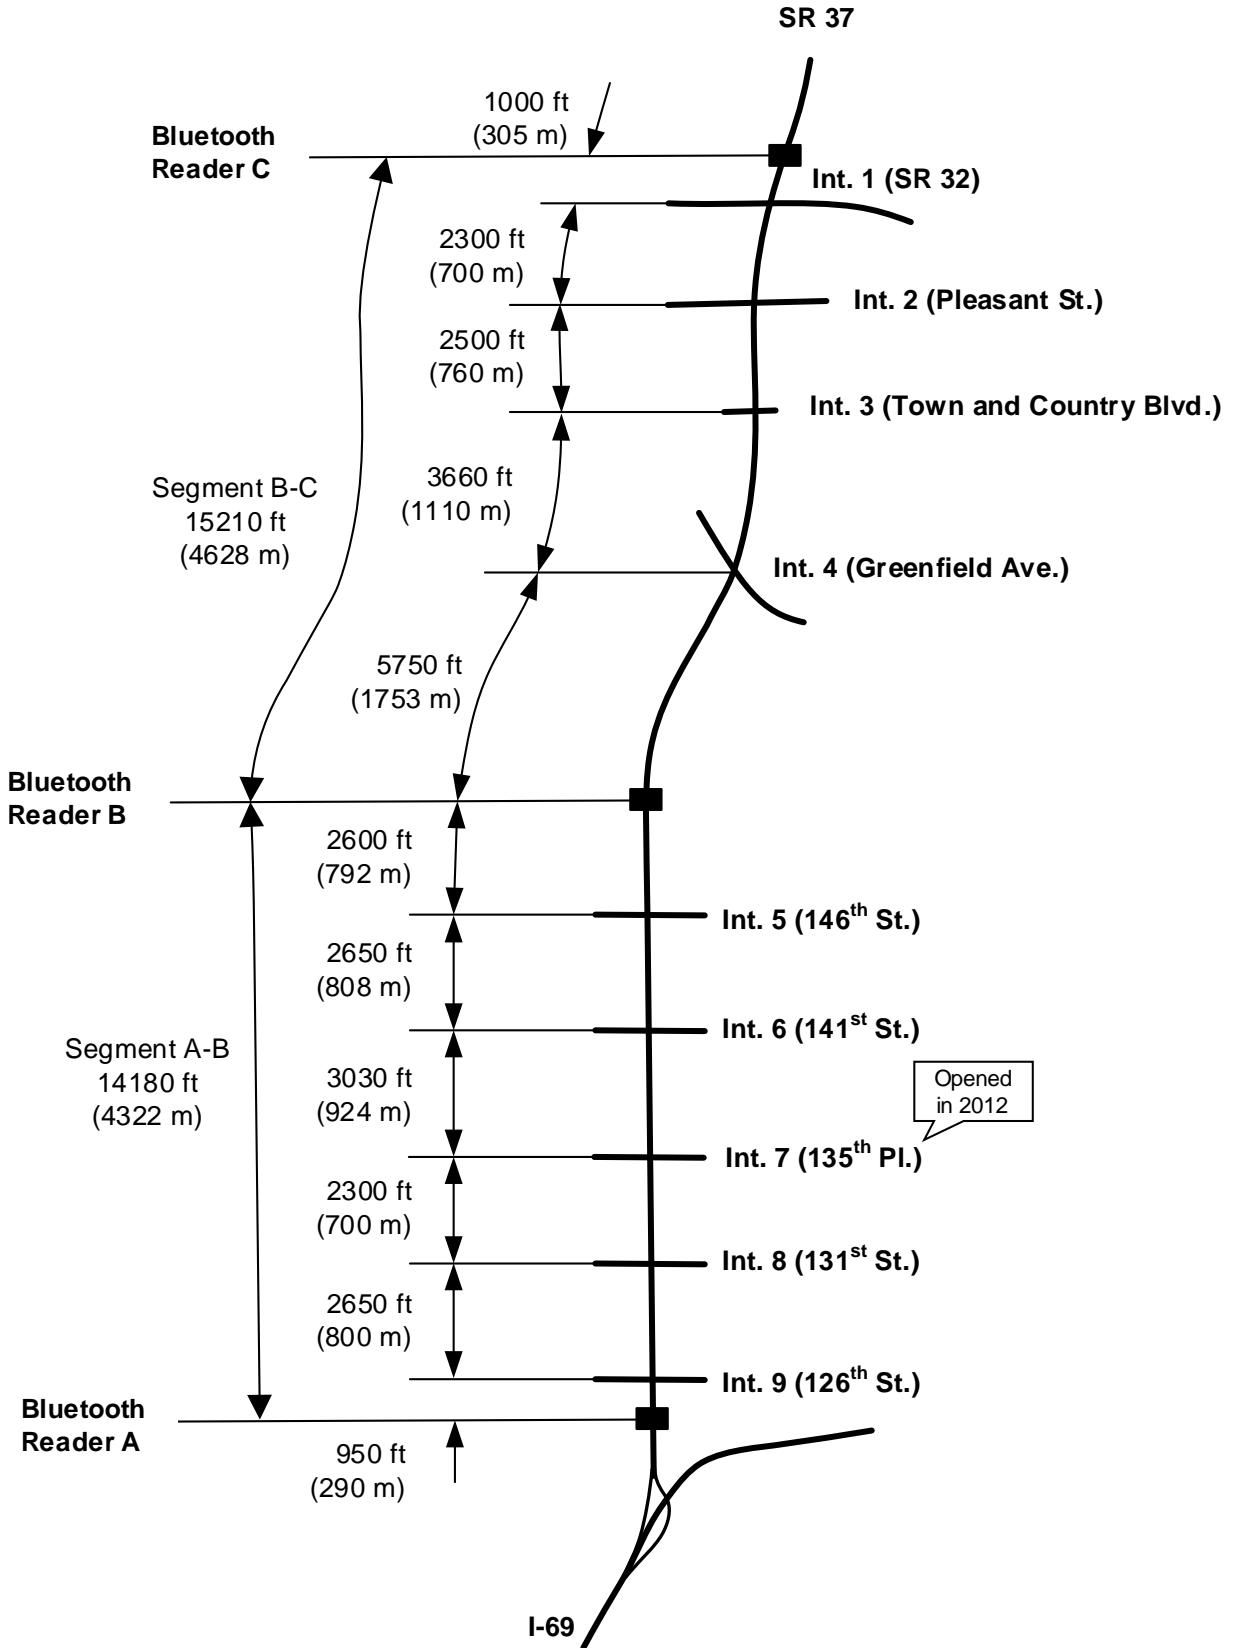 SR 37
1000 ft
(305 m)
Bluetooth
Reader C
Int. 1 (SR 32)
2300 ft
(700 m)
Int. 2 (Pleasant St.)
2500 ft
(760 m)
Int. 3 (Town and Country Blvd.)
3660 ft
(1110 m)
Segment B-C
15210 ft
(4628 m)
Int. 4 (Greenfield Ave.)
5750 ft
(1753 m)
Bluetooth
Reader B
2600 ft
(792 m)
Int. 5 (146th St.)
2650 ft
(808 m)
Int. 6 (141st St.)
Segment A-B
14180 ft
(4322 m)
3030 ft
(924 m)
Opened
in 2012
Int. 7 (135th Pl.)
2300 ft
(700 m)
Int. 8 (131st St.)
2650 ft
(800 m)
Int. 9 (126th St.)
Bluetooth
Reader A
950 ft
(290 m)
I-69